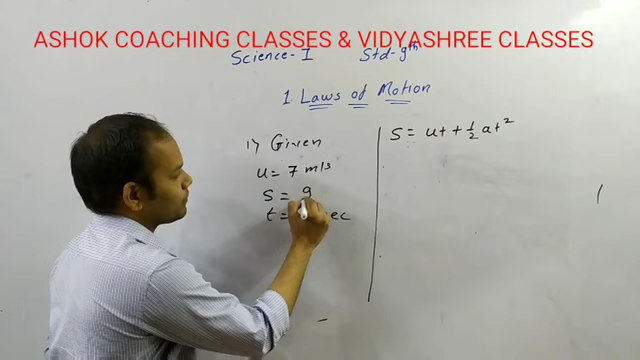 ASHOK COACHING CLASSES & VIDYASHREE CLASSES
Science - I Std - 9th
1. Laws of Motion
1) Given
u = 7 m/s
s = 9
t = ec
s = ut + 1/2 at²